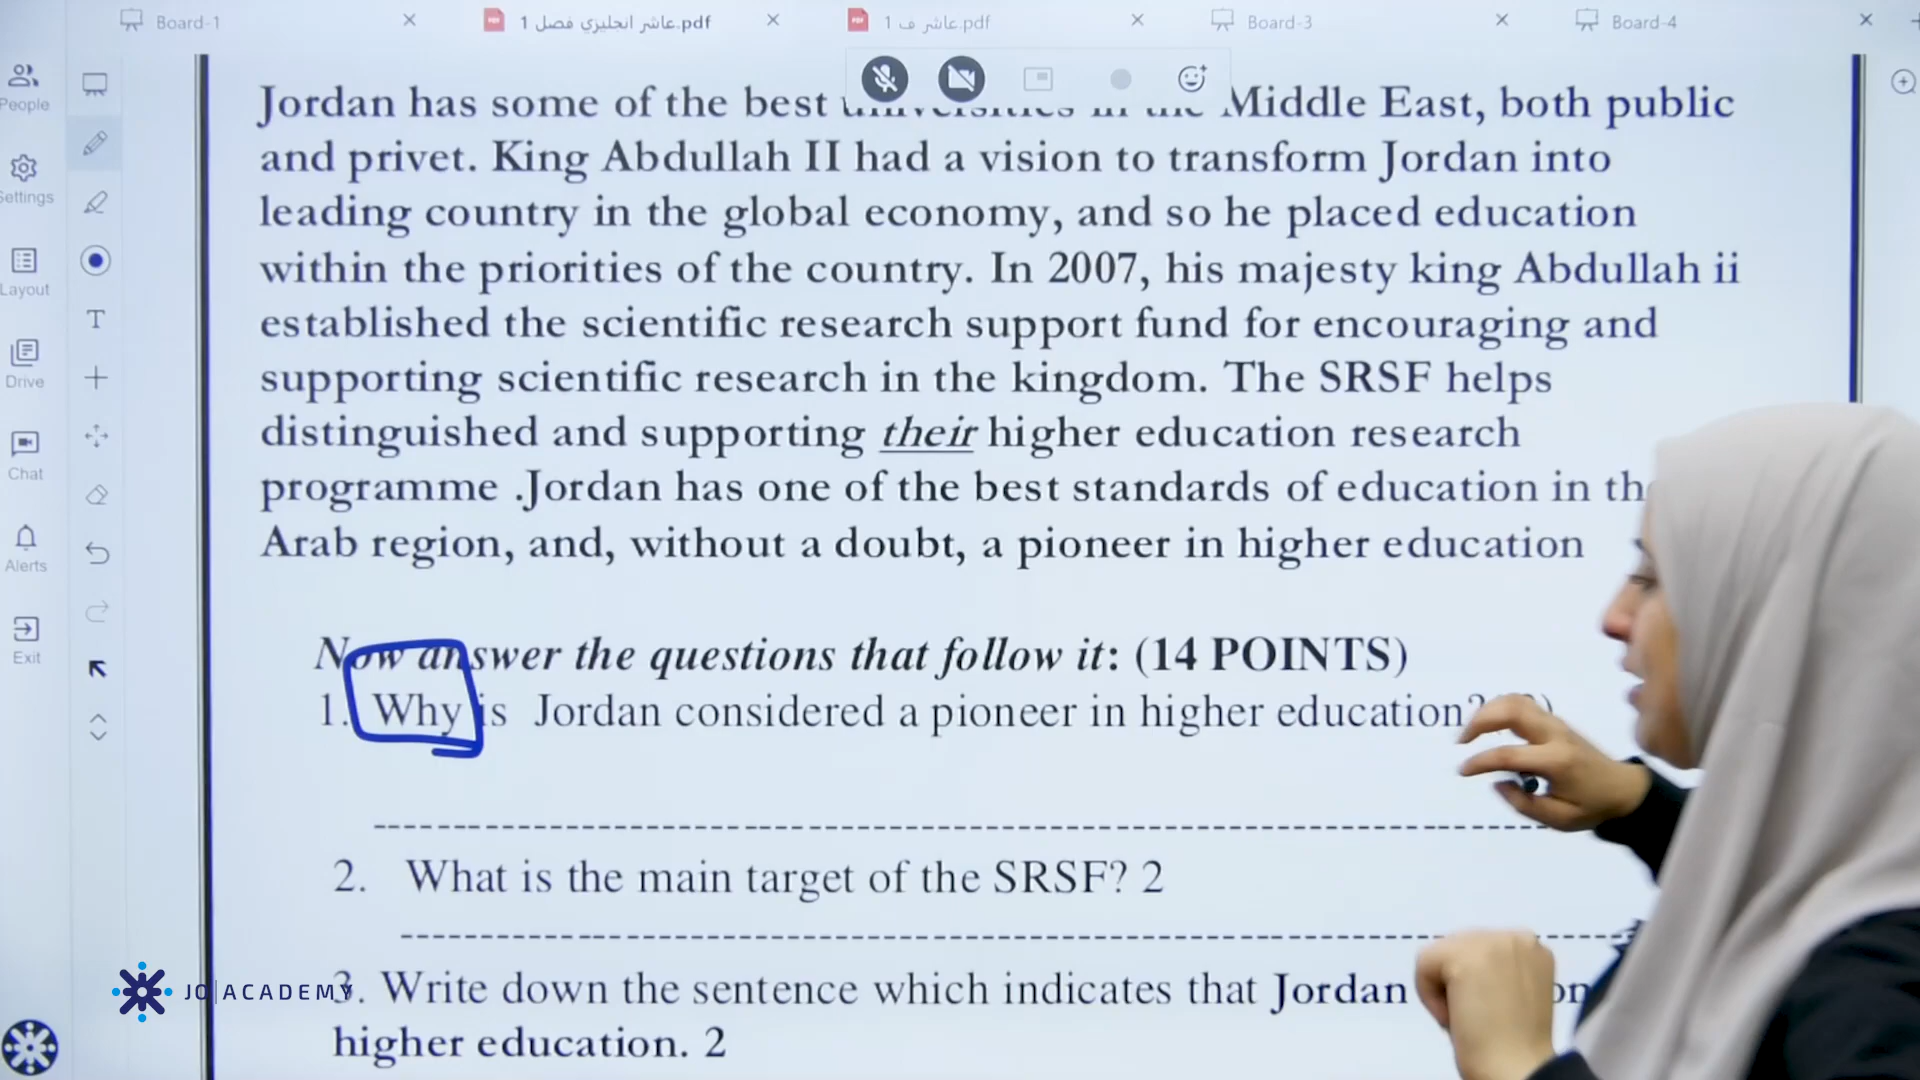 Board-1
عاشر انجليزي فصل 1.pdf
عاشر ف 1.pdf
Board-3
Board-4
People
Settings
Layout
Drive
Chat
Alerts
Exit
T
Jordan has some of the best universities in the Middle East, both public
and privet. King Abdullah II had a vision to transform Jordan into
leading country in the global economy, and so he placed education
within the priorities of the country. In 2007, his majesty king Abdullah ii
established the scientific research support fund for encouraging and
supporting scientific research in the kingdom. The SRSF helps
distinguished and supporting their higher education research
programme .Jordan has one of the best standards of education in the
Arab region, and, without a doubt, a pioneer in higher education
Now answer the questions that follow it: (14 POINTS)
1. Why is Jordan considered a pioneer in higher education?
2. What is the main target of the SRSF? 2
3. Write down the sentence which indicates that Jordan
higher education. 2
JO ACADEMY